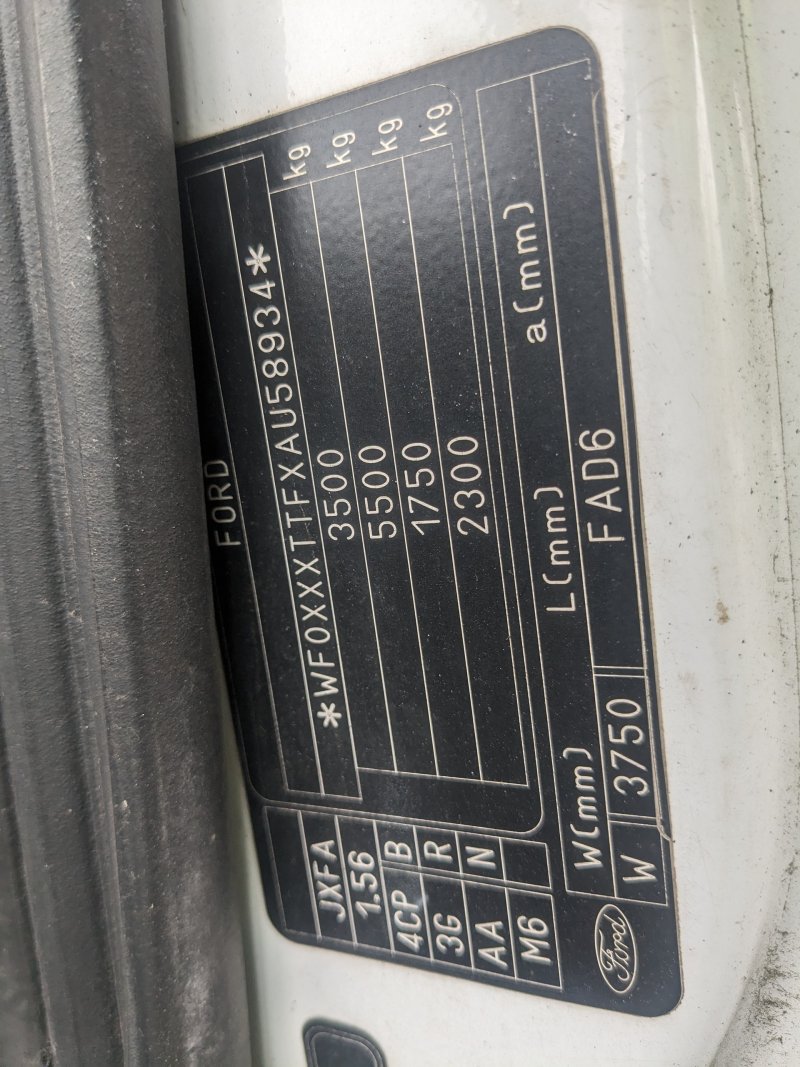 FORD
*WF0XXXTTFXAU58934*
3500 kg
5500 kg
1750 kg
2300 kg
JXFA
1.56
4CP B
3G R
AA N
M6
W(mm) L(mm) a(mm)
W 3750 FAD6
Ford